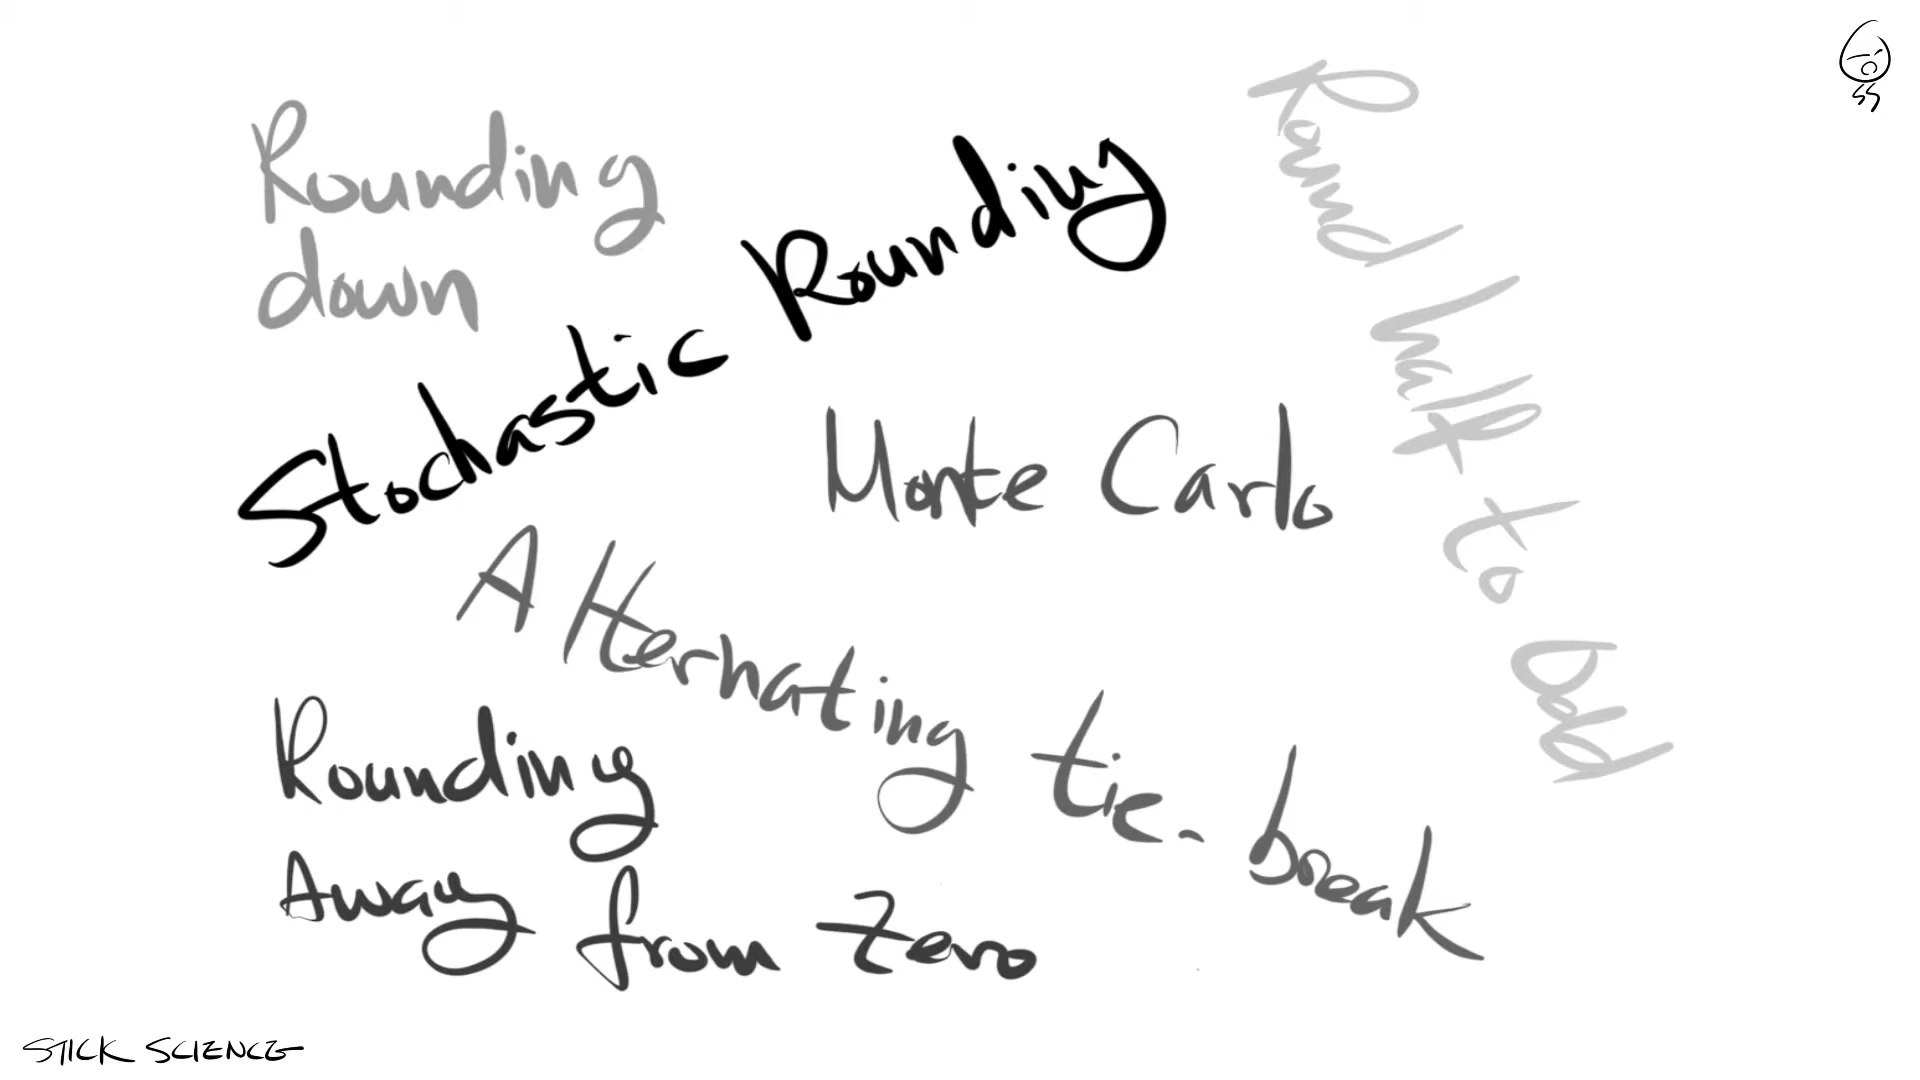 Rounding
down
Stochastic Rounding
Round half to odd
Monte Carlo
Alternating tie-break
Rounding
Away from Zero
SS
STICK SCIENCE